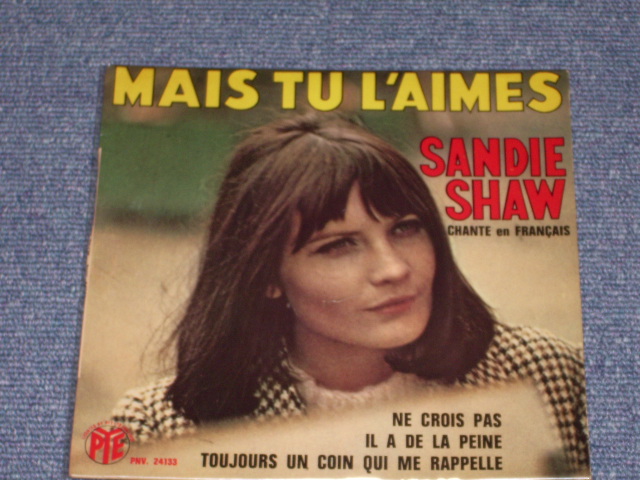 MAIS TU L'AIMES
SANDIE
SHAW
CHANTE en FRANÇAIS
NE CROIS PAS
IL A DE LA PEINE
TOUJOURS UN COIN QUI ME RAPPELLE
PYE
PNV. 24133